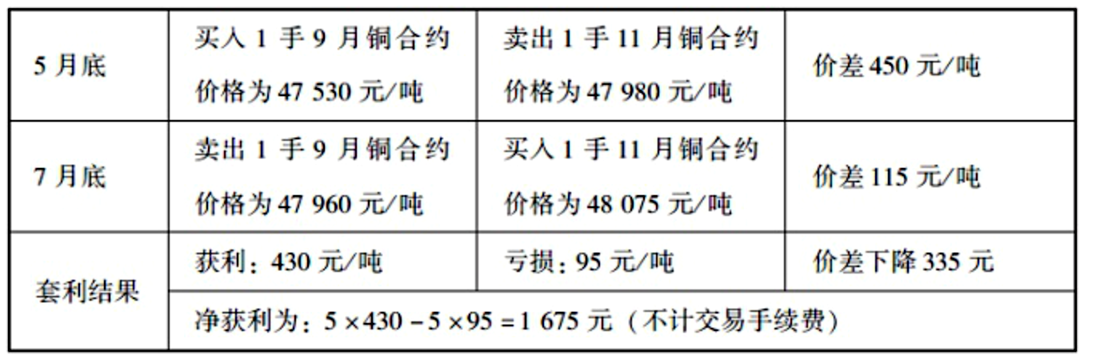 5 月底
买入 1 手 9 月铜合约
价格为 47 530 元/吨
卖出 1 手 11 月铜合约
价格为 47 980 元/吨
价差 450 元/吨
7 月底
卖出 1 手 9 月铜合约
价格为 47 960 元/吨
买入 1 手 11 月铜合约
价格为 48 075 元/吨
价差 115 元/吨
套利结果
获利：430 元/吨
亏损：95 元/吨
价差下降 335 元
净获利为：5 ×430 -5 ×95 =1 675 元（不计交易手续费）